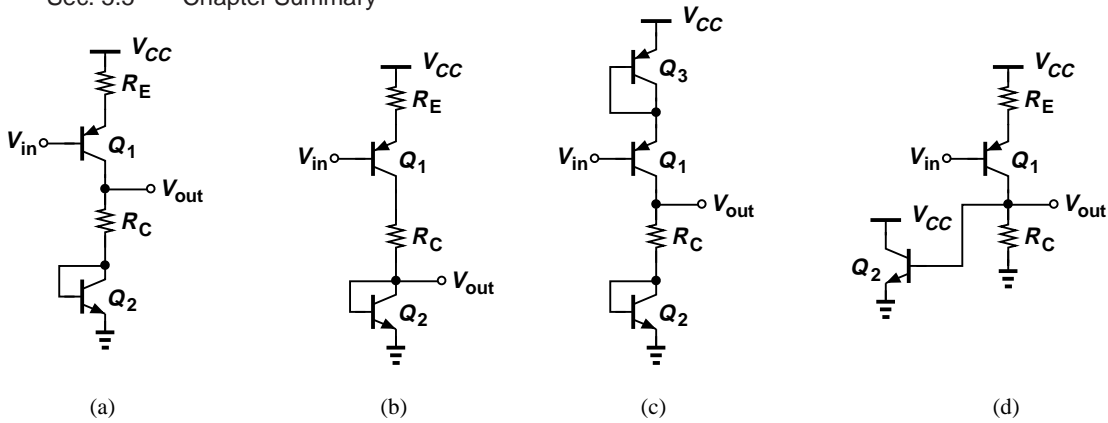 Sec. 5.5 Chapter Summary
VCC
RE
Vin
Q1
Vout
RC
Q2
(a)
VCC
RE
Vin
Q1
RC
Vout
Q2
(b)
VCC
Q3
Vin
Q1
Vout
RC
Q2
(c)
VCC
RE
Vin
Q1
Vout
VCC
RC
Q2
(d)